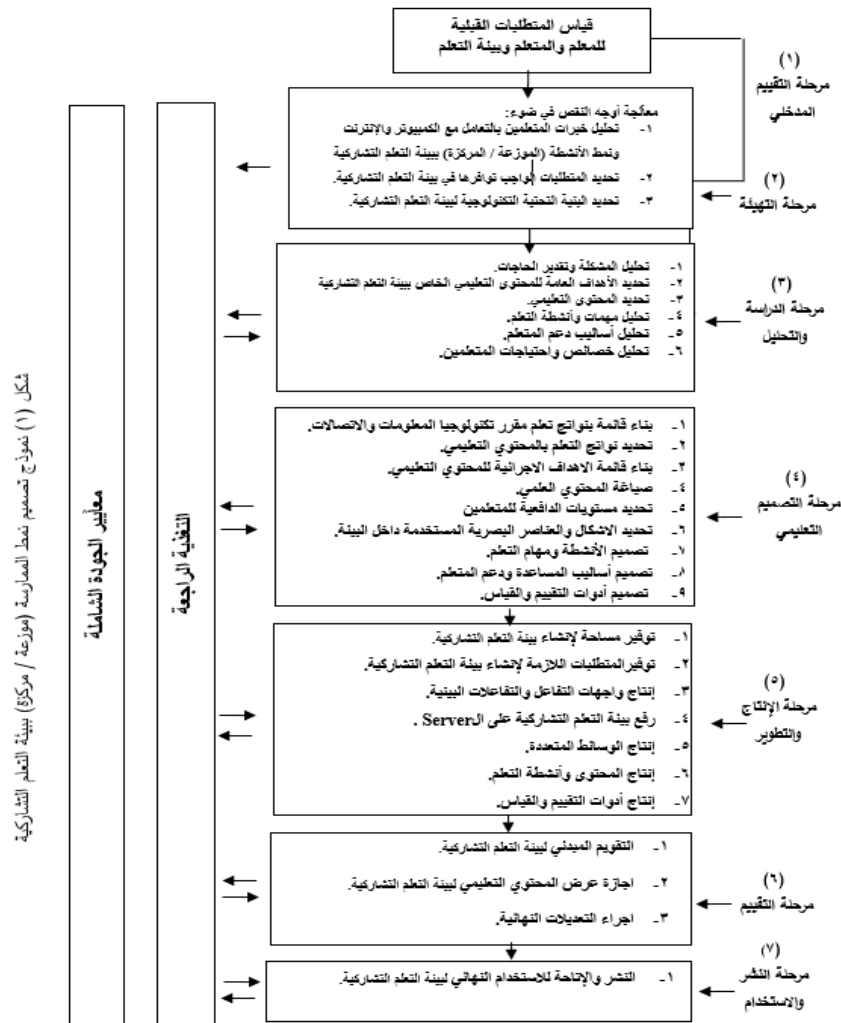 قياس المتطلبات القبلية
للمعلم والمتعلم وبيئة التعلم
(١)
مرحلة التقييم
المدخلي
معالجة أوجه النقص في ضوء:
١- تحليل خبرات المتعلمين بالتعامل مع الكمبيوتر والإنترنت
ونمط الأنشطة (الموزعة / المركزة) ببيئة التعلم التشاركية
٢- تحديد المتطلبات الواجب توافرها في بيئة التعلم التشاركية.
٣- تحديد البنية التحتية التكنولوجية لبيئة التعلم التشاركية.
(٢)
مرحلة التهيئة
١- تحليل المشكلة وتقدير الحاجات.
٢- تحديد الأهداف العامة للمحتوى التعليمي الخاص ببيئة التعلم التشاركية
٣- تحديد المحتوى التعليمي.
٤- تحليل مهمات وأنشطة التعلم.
٥- تحليل أساليب دعم المتعلم.
٦- تحليل خصائص واحتياجات المتعلمين.
(٣)
مرحلة الدراسة
والتحليل
١- بناء قائمة بنواتج تعلم مقرر تكنولوجيا المعلومات والاتصالات.
٢- تحديد نواتج التعلم بالمحتوي التعليمي.
٣- بناء قائمة الاهداف الاجرائية للمحتوي التعليمي.
٤- صياغة المحتوي العلمي.
٥- تحديد مستويات الدافعية للمتعلمين
٦- تحديد الاشكال والعناصر البصرية المستخدمة داخل البيئة.
٧- تصميم الأنشطة ومهام التعلم.
٨- تصميم أساليب المساعدة ودعم المتعلم.
٩- تصميم أدوات التقييم والقياس.
(٤)
مرحلة التصميم
التعليمي
١- توفير مساحة لإنشاء بيئة التعلم التشاركية.
٢- توفيرالمتطلبات اللازمة لإنشاء بيئة التعلم التشاركية.
٣- إنتاج واجهات التفاعل والتفاعلات البينية.
٤- رفع بيئة التعلم التشاركية على الServer .
٥- إنتاج الوسائط المتعددة.
٦- إنتاج المحتوى وأنشطة التعلم.
٧- إنتاج أدوات التقييم والقياس.
(٥)
مرحلة الإنتاج
والتطوير
١- التقويم المبدئي لبيئة التعلم التشاركية.
٢- اجازة عرض المحتوي التعليمي لبيئة التعلم التشاركية.
٣- اجراء التعديلات النهائية.
(٦)
مرحلة التقييم
١- النشر والإتاحة للاستخدام النهائي لبيئة التعلم التشاركية.
(٧)
مرحلة النشر
والاستخدام
التغذية الراجعة
معايير الجودة الشاملة
شكل (١) نموذج تصميم نمط الممارسة (موزعة / مركزة) ببيئة التعلم التشاركية